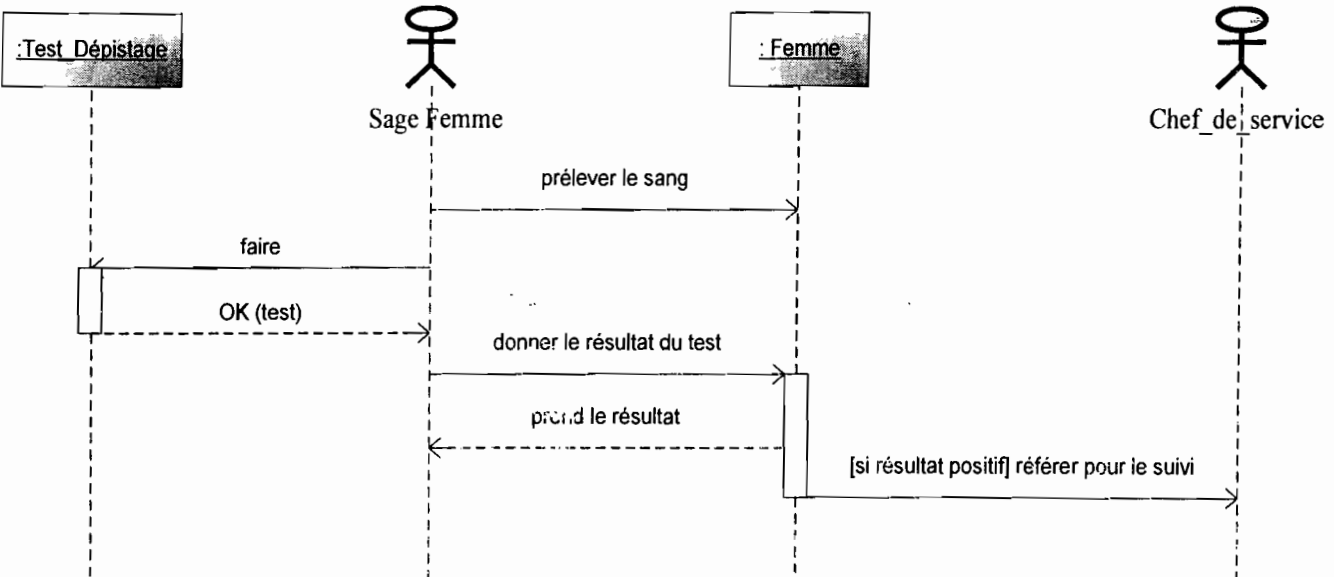 :Test_Dépistage
: Femme
Sage Femme
Chef_de_service
prélever le sang
faire
OK (test)
donner le résultat du test
prend le résultat
[si résultat positif] référer pour le suivi